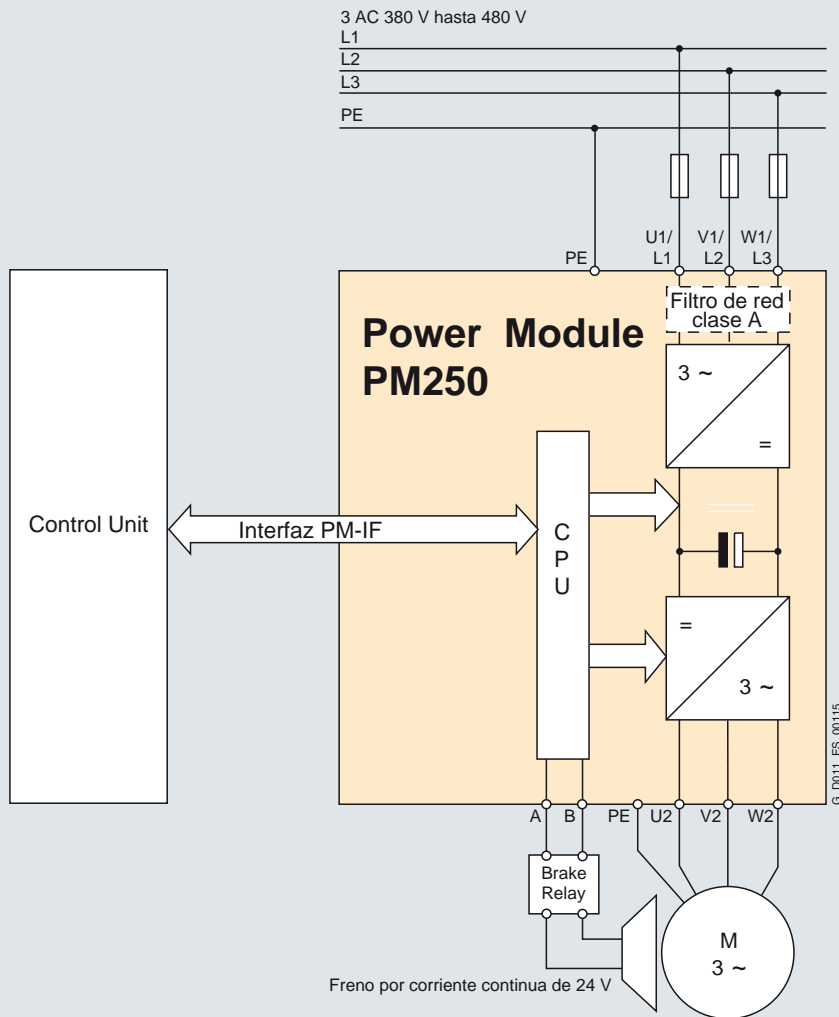 3 AC 380 V hasta 480 V
L1
L2
L3
PE
PE
U1/
L1
V1/
L2
W1/
L3
Filtro de red
clase A
Power Module
PM250
3 ~
=
Control Unit
Interfaz PM-IF
C
P
U
=
3 ~
G_D011_ES_00115
A
B
PE
U2
V2
W2
Brake
Relay
M
3 ~
Freno por corriente continua de 24 V